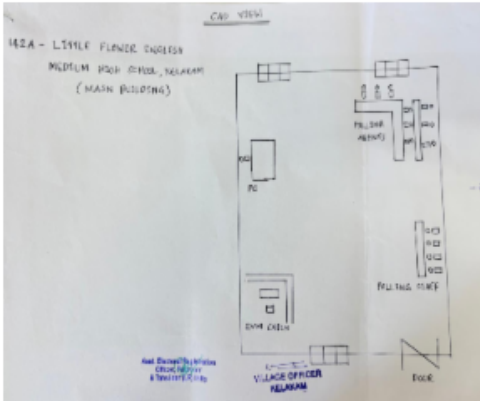 CAD VIEW
142A - LITTLE FLOWER ENGLISH
MEDIUM HIGH SCHOOL, KELAKAM
(MAIN BUILDING)
POLLING
AGENTS
PO
POLLING STAFF
EVM
DOOR
VILLAGE OFFICER
KELAKAM